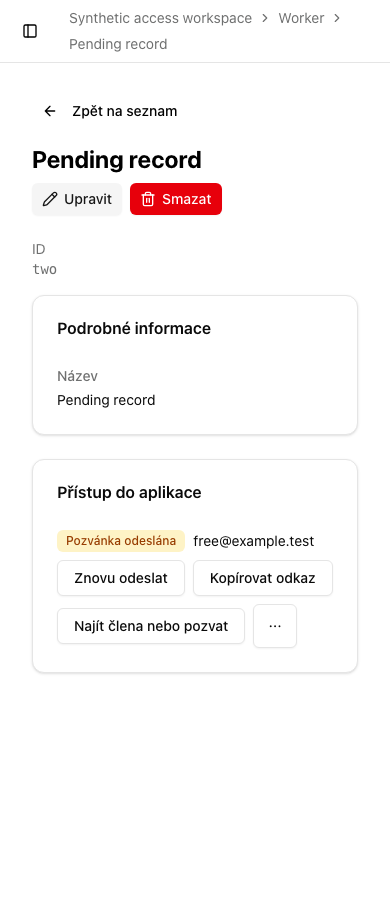 Synthetic access workspace > Worker >
Pending record
Zpět na seznam
Pending record
Upravit Smazat
ID
two
Podrobné informace
Název
Pending record
Přístup do aplikace
Pozvánka odeslána free@example.test
Znovu odeslat Kopírovat odkaz
Najít člena nebo pozvat ...